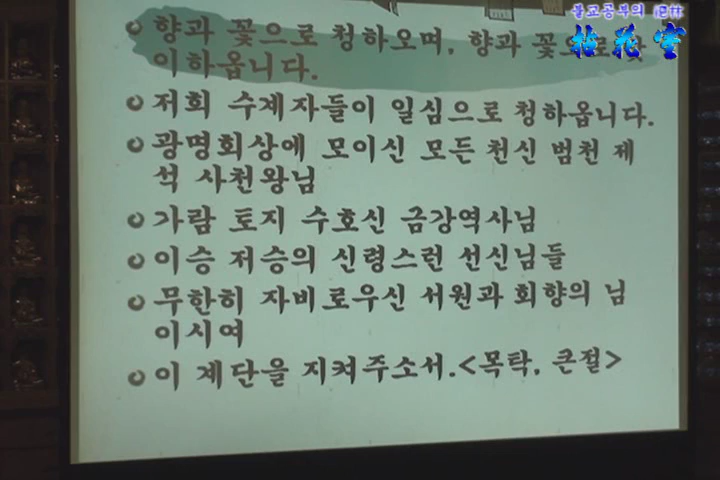 불교공부의 메카
拈花室
향과 꽃으로 청하오며, 향과 꽃으로
이하옵니다.
저희 수계자들이 일심으로 청하옵니다.
광명회상에 모이신 모든 천신 범천 제
석 사천왕님
가람 토지 수호신 금강역사님
이승 저승의 신령스런 선신님들
무한히 자비로우신 서원과 회향의 님
이시여
이 계단을 지켜주소서.<목탁, 큰절>